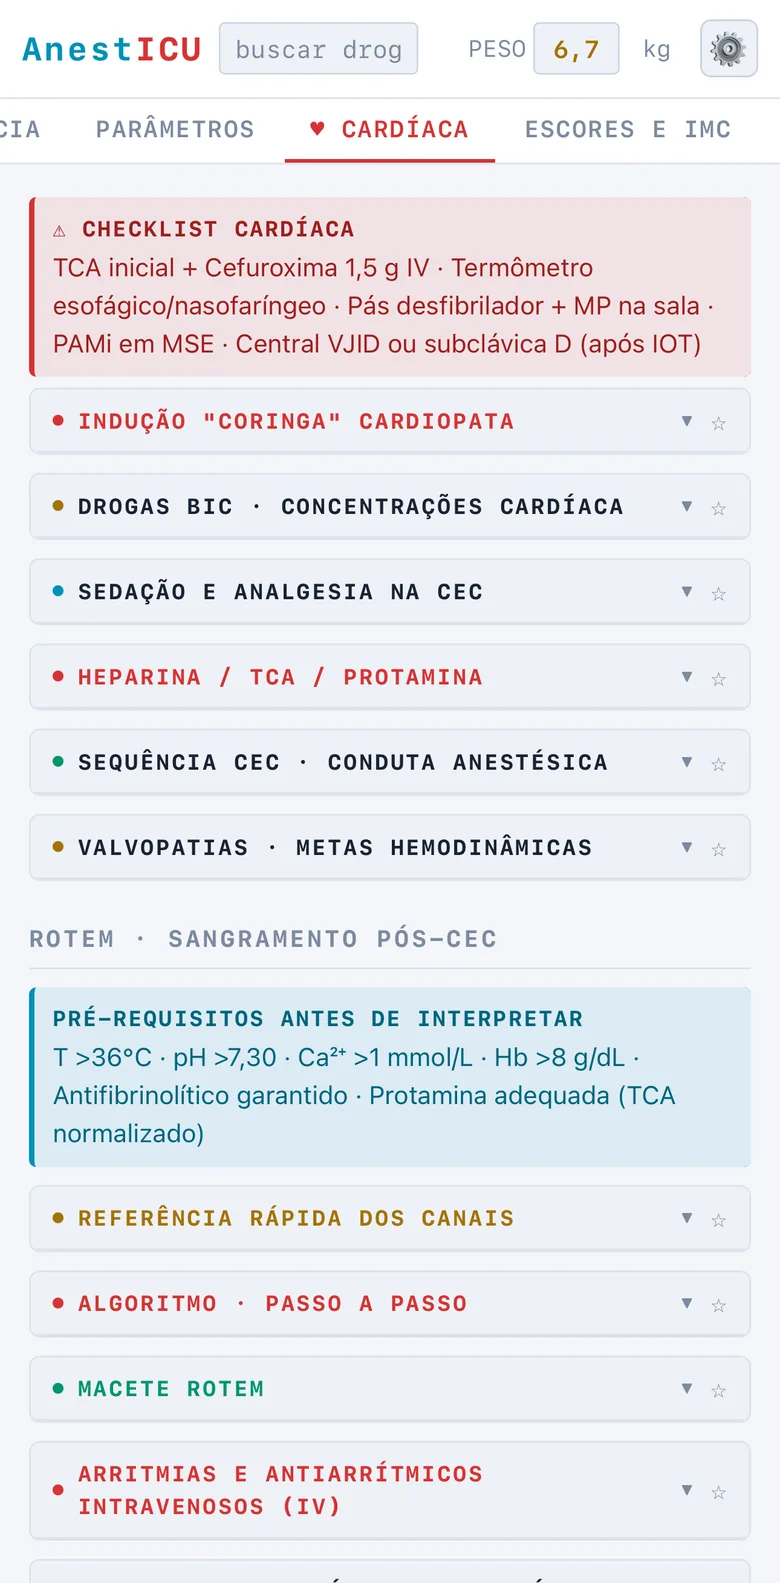 AnestICU buscar drog PESO 6,7 kg
CIA PARÂMETROS ♥ CARDÍACA ESCORES E IMC
⚠ CHECKLIST CARDÍACA
TCA inicial + Cefuroxima 1,5 g IV · Termômetro
esofágico/nasofaríngeo · Pás desfibrilador + MP na sala ·
PAMi em MSE · Central VJID ou subclávica D (após IOT)
INDUÇÃO "CORINGA" CARDIOPATA
DROGAS BIC · CONCENTRAÇÕES CARDÍACA
SEDAÇÃO E ANALGESIA NA CEC
HEPARINA / TCA / PROTAMINA
SEQUÊNCIA CEC · CONDUTA ANESTÉSICA
VALVOPATIAS · METAS HEMODINÂMICAS
ROTEM · SANGRAMENTO PÓS-CEC
PRÉ-REQUISITOS ANTES DE INTERPRETAR
T >36°C · pH >7,30 · Ca²⁺ >1 mmol/L · Hb >8 g/dL ·
Antifibrinolítico garantido · Protamina adequada (TCA
normalizado)
REFERÊNCIA RÁPIDA DOS CANAIS
ALGORITMO · PASSO A PASSO
MACETE ROTEM
ARRITMIAS E ANTIARRÍTMICOS
INTRAVENOSOS (IV)